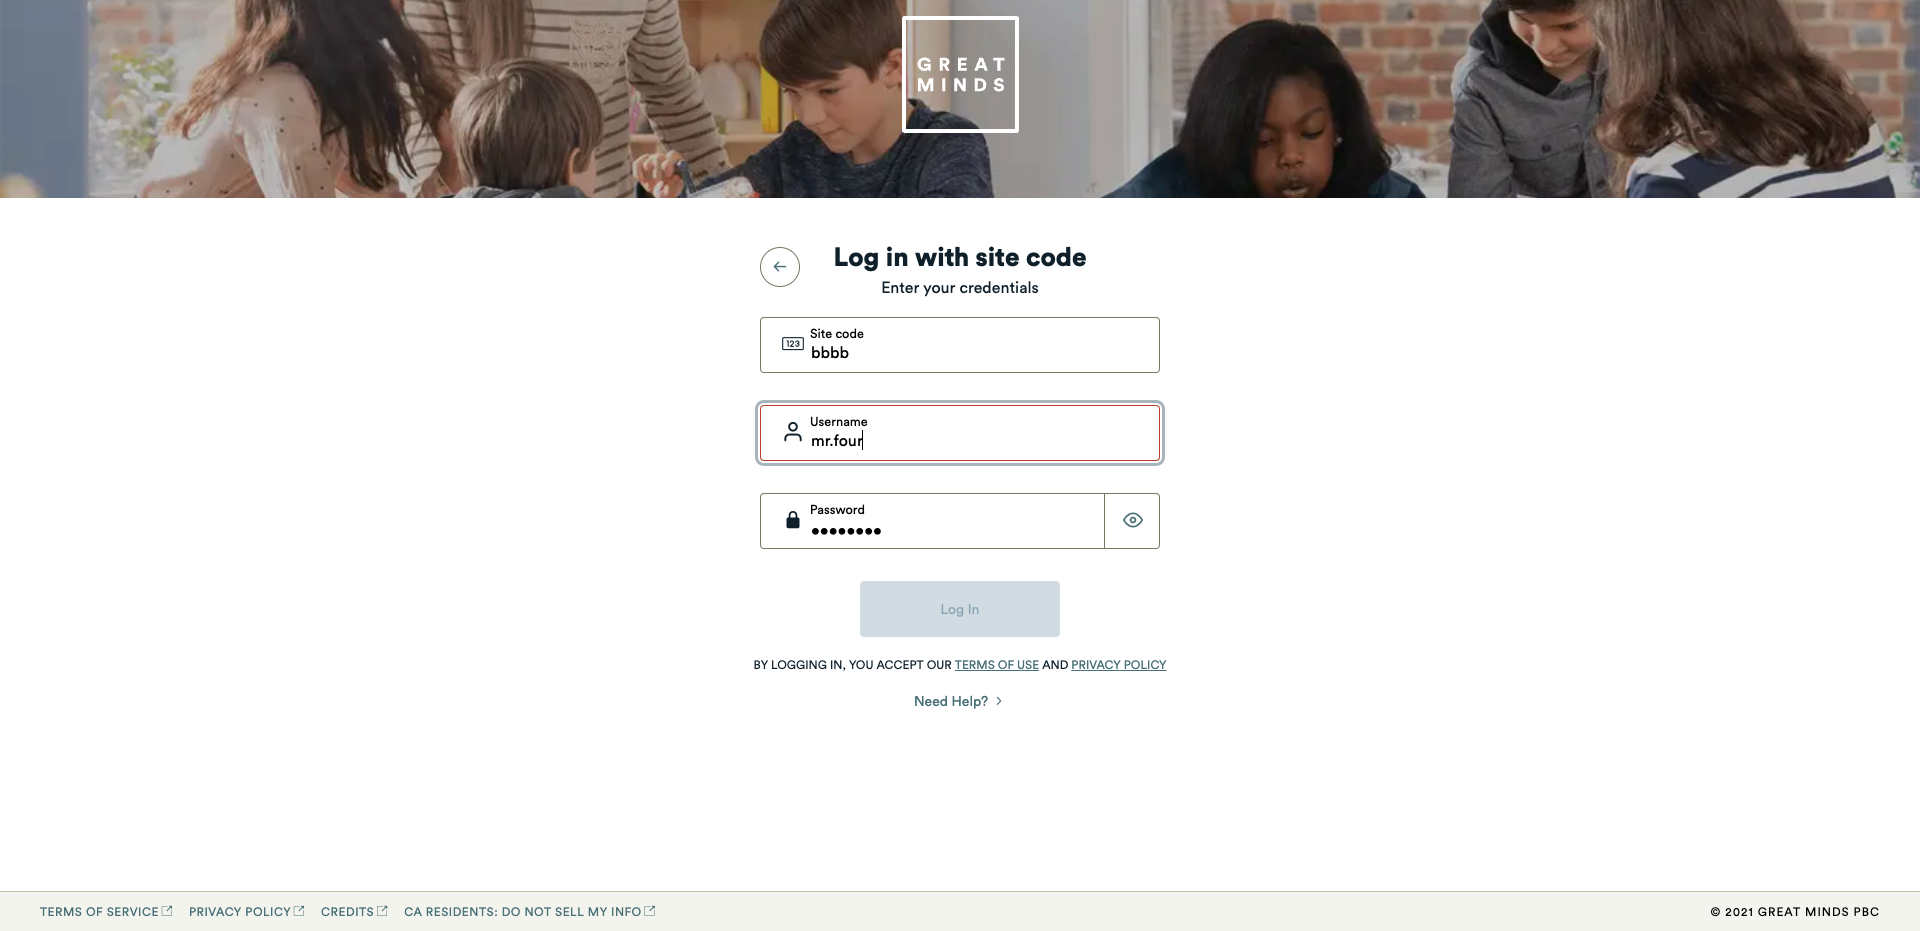 GREAT
MINDS
Log in with site code
Enter your credentials
123
Site code
bbbb
Username
mr.four
Password
••••••••
Log In
BY LOGGING IN, YOU ACCEPT OUR TERMS OF USE AND PRIVACY POLICY
Need Help?
TERMS OF SERVICE PRIVACY POLICY CREDITS CA RESIDENTS: DO NOT SELL MY INFO © 2021 GREAT MINDS PBC